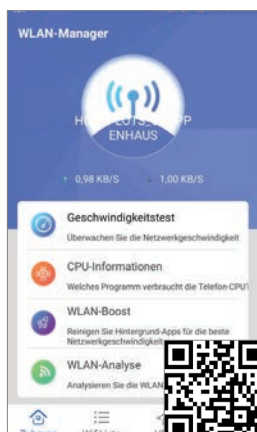 WLAN-Manager
ENHAUS
0,98 KB/S 1,00 KB/S
Geschwindigkeitstest
Überwachen Sie die Netzwerkgeschwindigkeit
CPU-Informationen
Welches Programm verbraucht die Telefon-CPU?
WLAN-Boost
Reinigen Sie Hintergrund-Apps für die beste
Netzwerkgeschwindigkeit
WLAN-Analyse
Analysieren Sie die WLAN